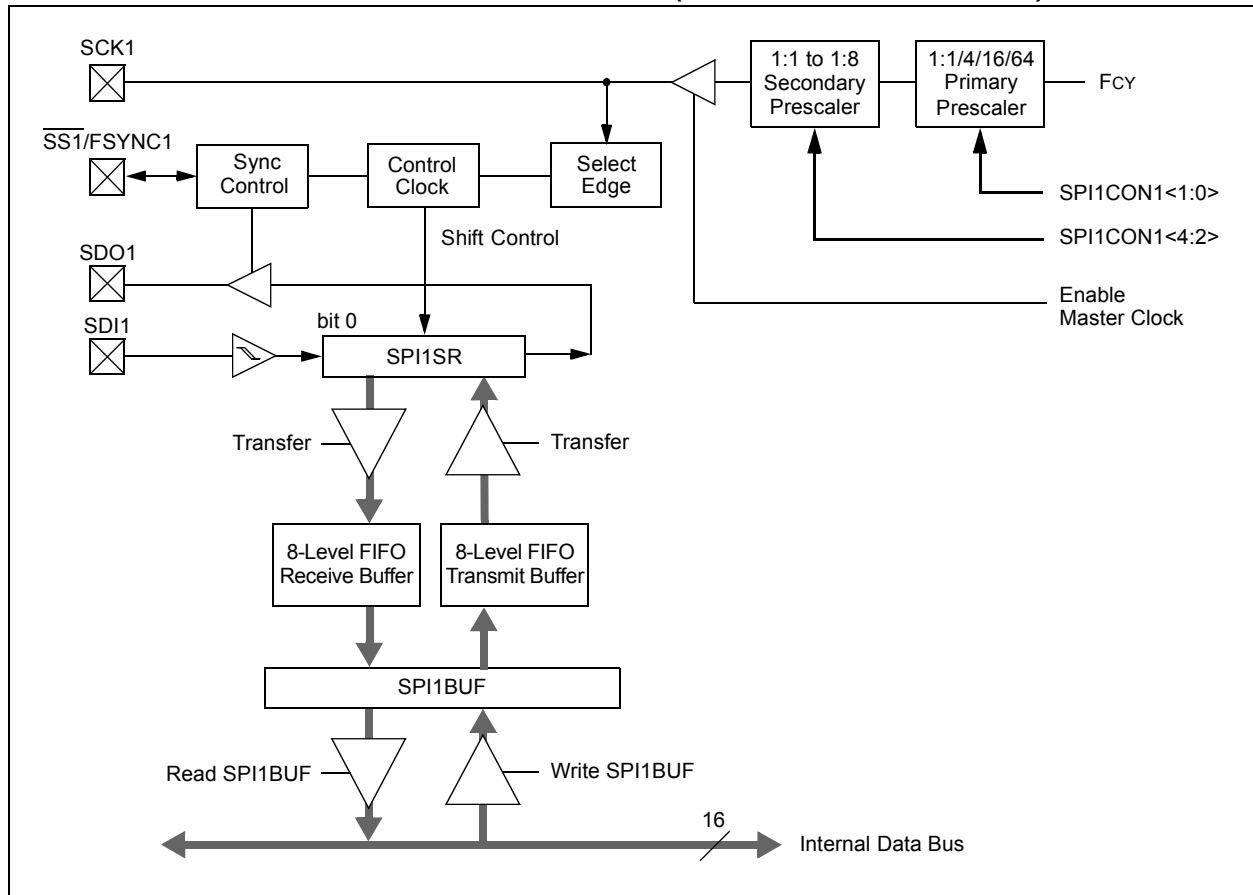 SCK1
SS1/FSYNC1
SDO1
SDI1
1:1 to 1:8
Secondary
Prescaler
1:1/4/16/64
Primary
Prescaler
FCY
Sync
Control
Control
Clock
Select
Edge
SPI1CON1<1:0>
SPI1CON1<4:2>
Shift Control
Enable
Master Clock
bit 0
SPI1SR
Transfer
Transfer
8-Level FIFO
Receive Buffer
8-Level FIFO
Transmit Buffer
SPI1BUF
Read SPI1BUF
Write SPI1BUF
16
Internal Data Bus